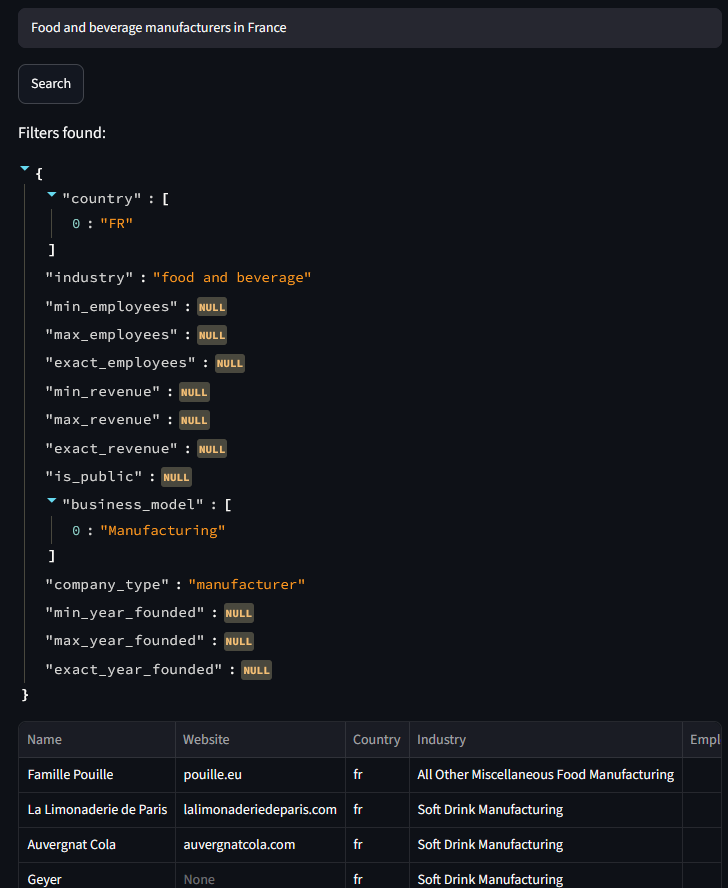 Food and beverage manufacturers in France
Search
Filters found:
{
"country" : [
0 : "FR"
]
"industry" : "food and beverage"
"min_employees" : NULL
"max_employees" : NULL
"exact_employees" : NULL
"min_revenue" : NULL
"max_revenue" : NULL
"exact_revenue" : NULL
"is_public" : NULL
"business_model" : [
0 : "Manufacturing"
]
"company_type" : "manufacturer"
"min_year_founded" : NULL
"max_year_founded" : NULL
"exact_year_founded" : NULL
}
Name Website Country Industry Empl
Famille Pouille pouille.eu fr All Other Miscellaneous Food Manufacturing
La Limonaderie de Paris lalimonaderiedeparis.com fr Soft Drink Manufacturing
Auvergnat Cola auvergnatcola.com fr Soft Drink Manufacturing
Geyer None fr Soft Drink Manufacturing